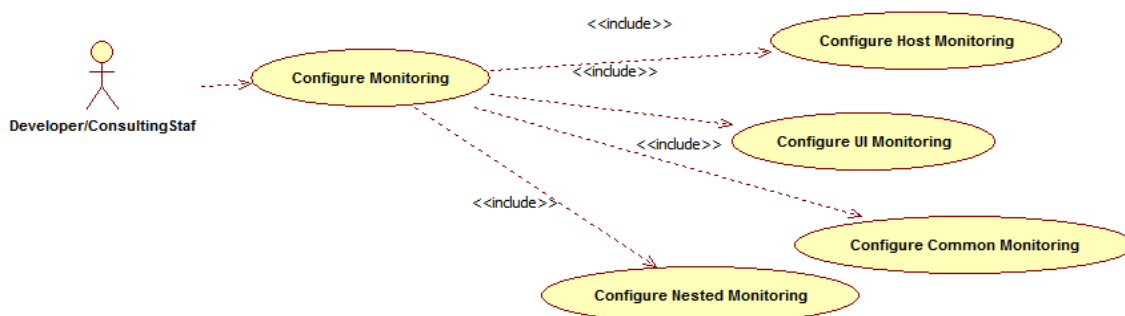 <<include>>
Configure Host Monitoring
Configure Monitoring
<<include>>
Developer/ConsultingStaf
Configure UI Monitoring
<<include>>
<<include>>
Configure Common Monitoring
Configure Nested Monitoring